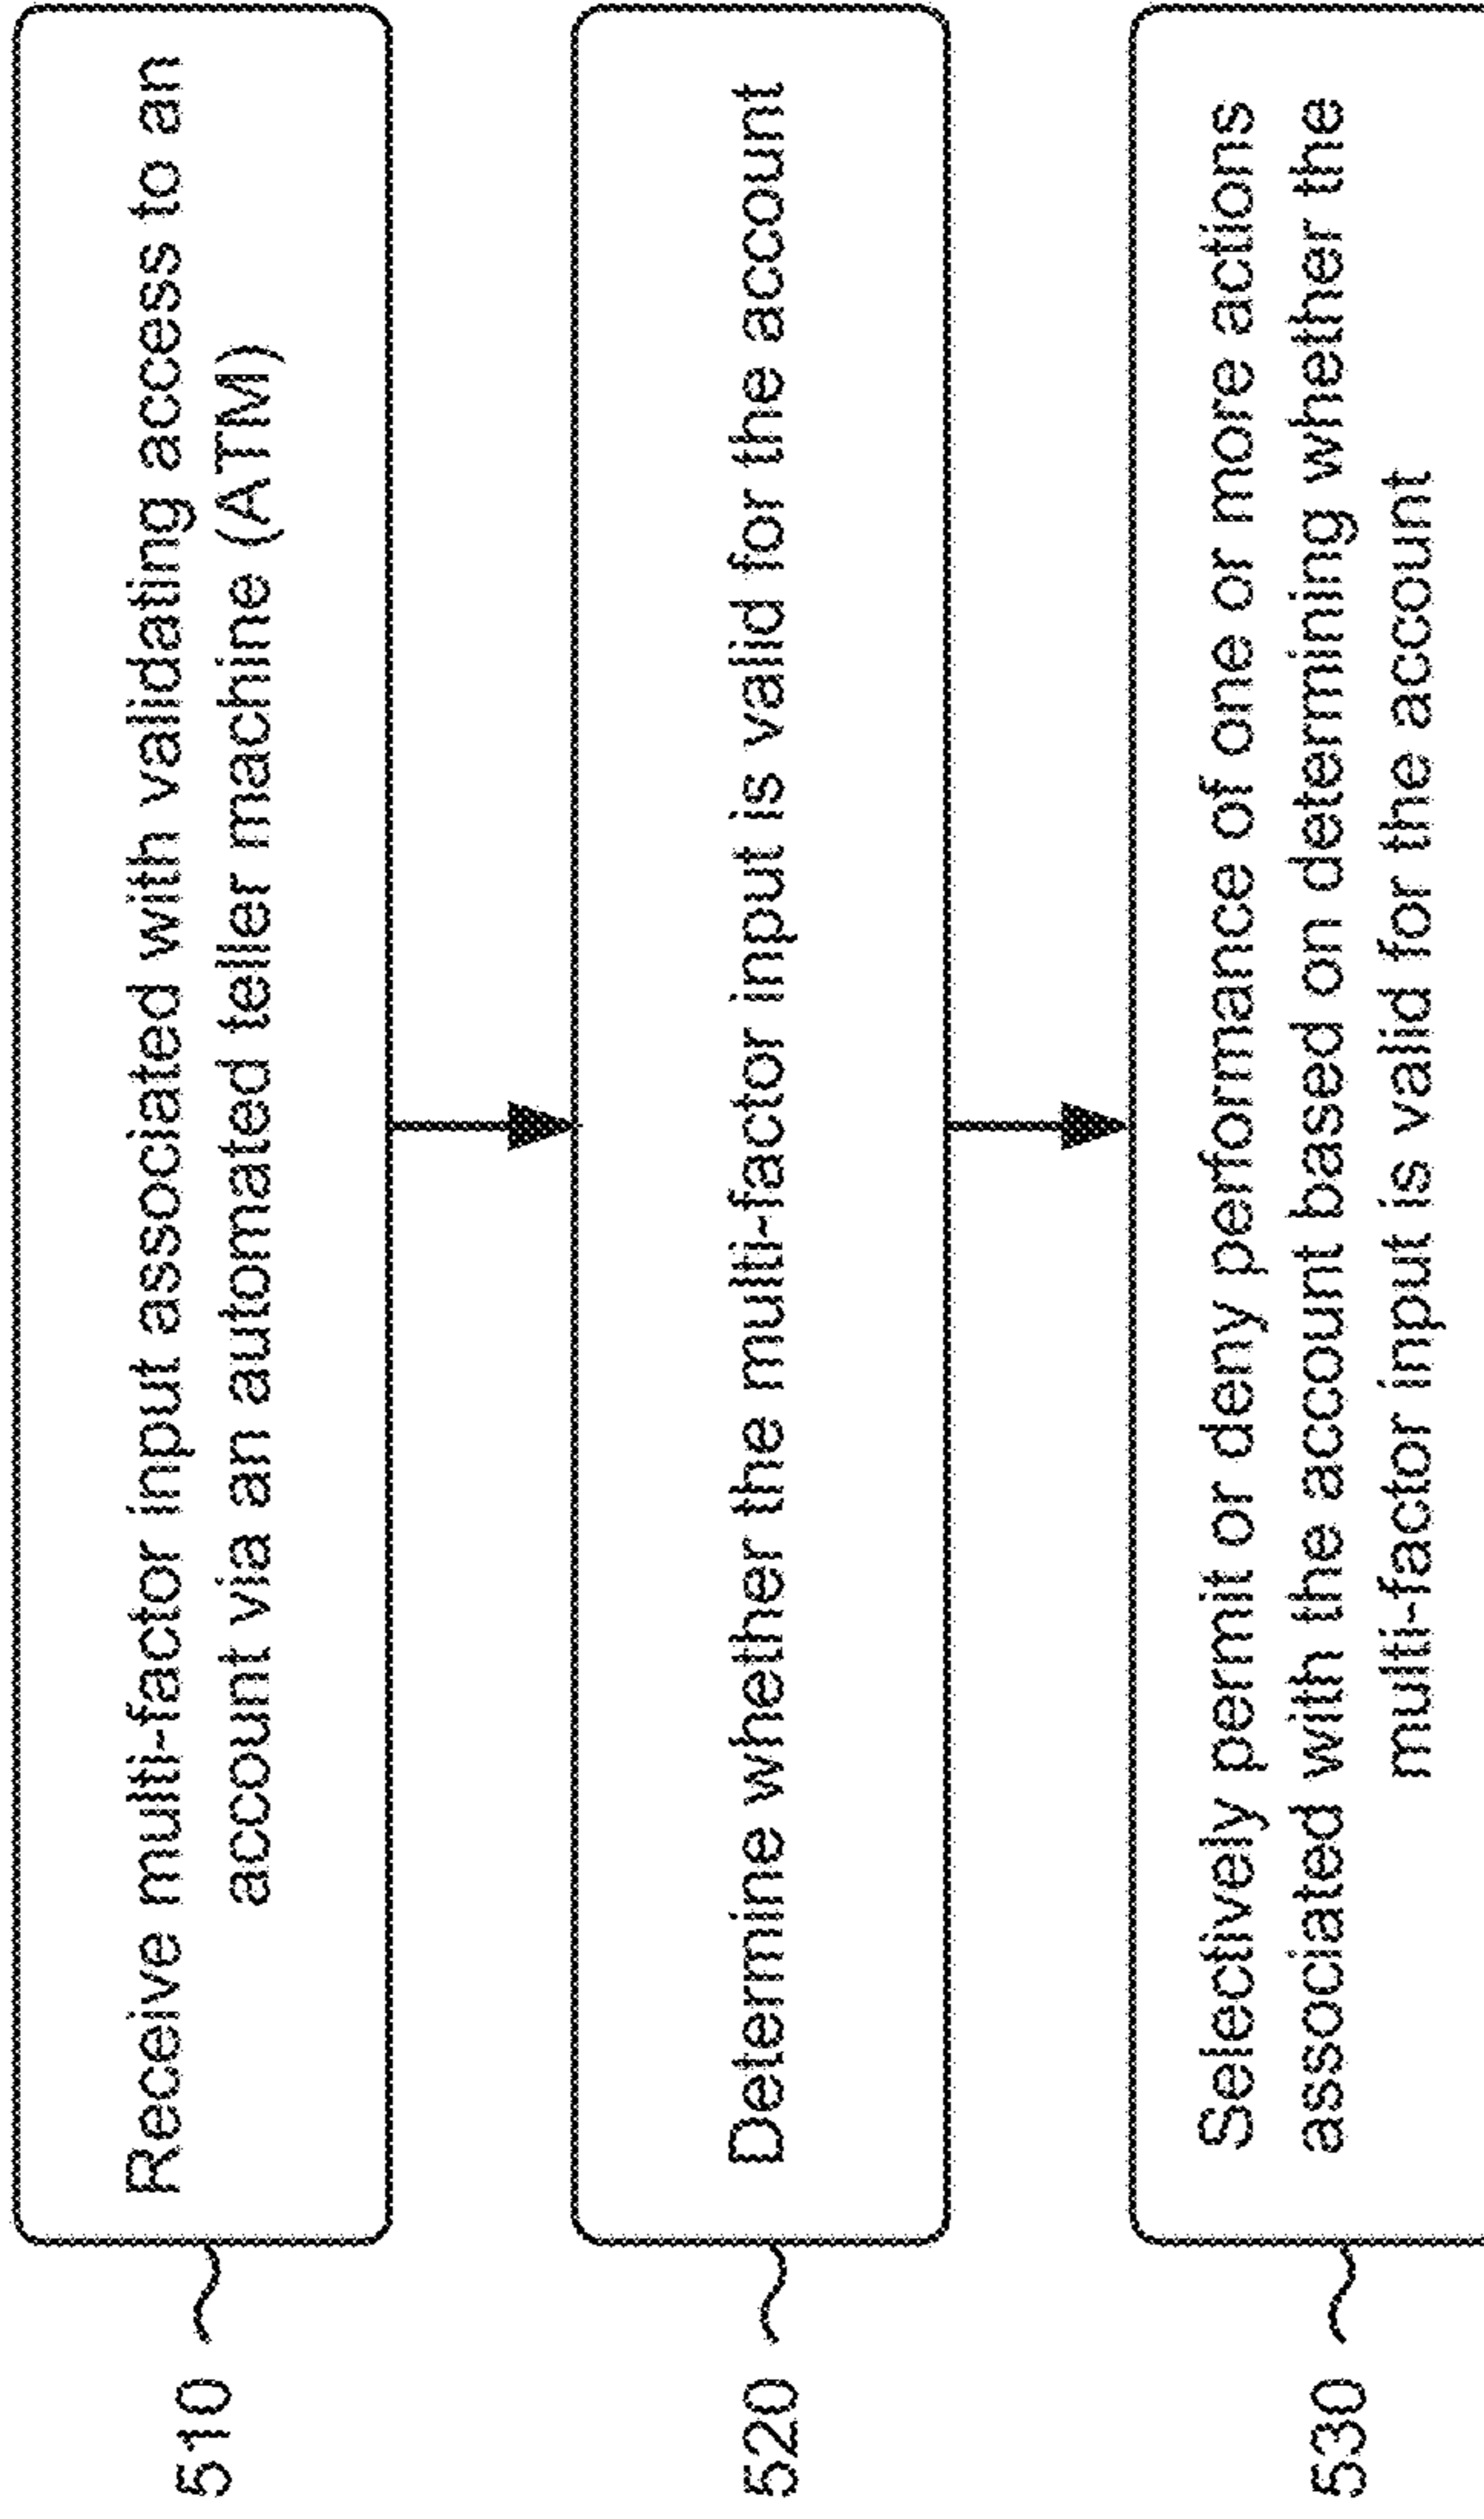 510
Receive multi-factor input associated with validating access to an
account via an automated teller machine (ATM)
520
Determine whether the multi-factor input is valid for the account
530
Selectively permit or deny performance of one or more actions
associated with the account based on determining whether the
multi-factor input is valid for the account